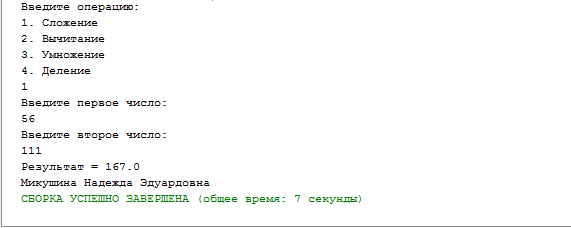 Введите операцию:
1. Сложение
2. Вычитание
3. Умножение
4. Деление
1
Введите первое число:
56
Введите второе число:
111
Результат = 167.0
Микушина Надежда Эдуардовна
СБОРКА УСПЕШНО ЗАВЕРШЕНА (общее время: 7 секунды)